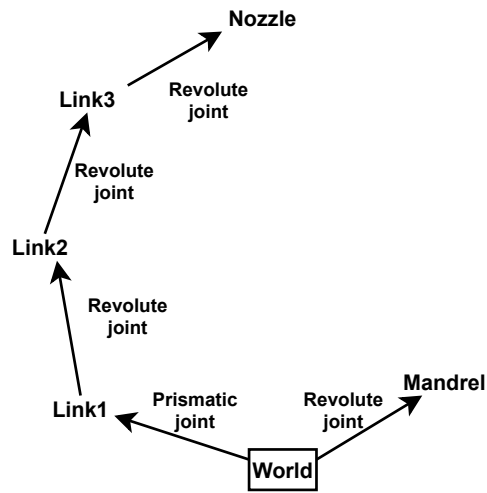 Nozzle
Revolute
joint
Link3
Revolute
joint
Link2
Revolute
joint
Link1
Prismatic
joint
Revolute
joint
Mandrel
World